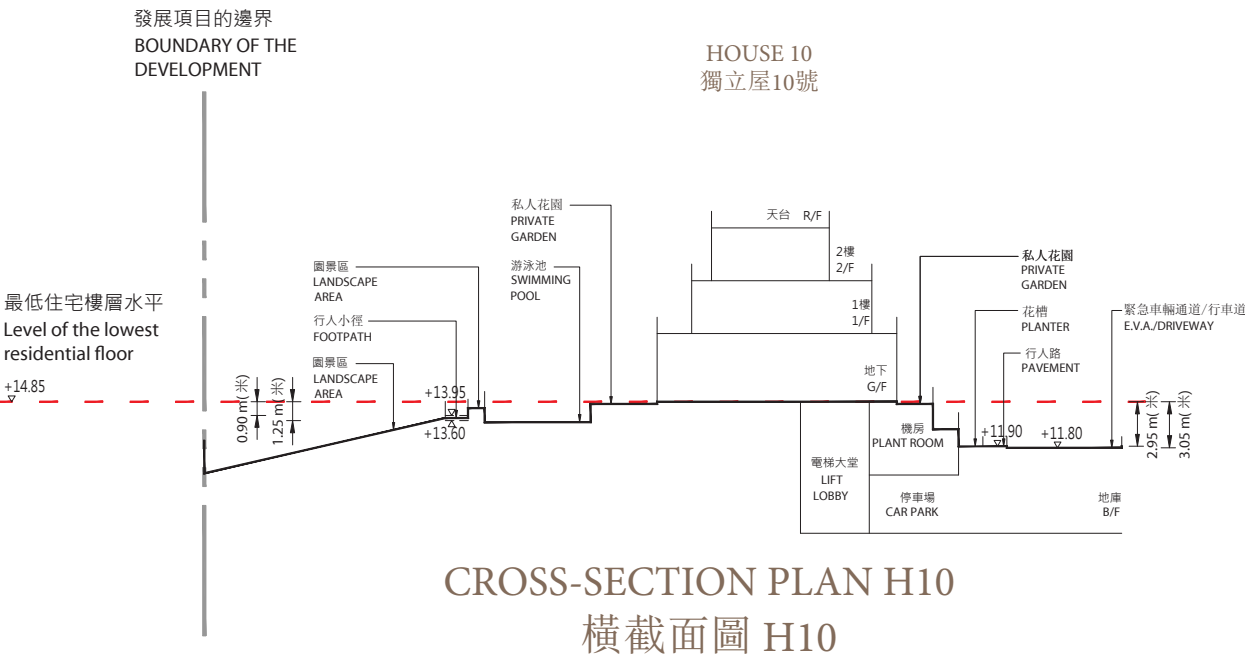 發展項目的邊界
BOUNDARY OF THE
DEVELOPMENT
HOUSE 10
獨立屋10號
最低住宅樓層水平
Level of the lowest
residential floor
+14.85
0.90 m(米)
1.25 m(米)
園景區
LANDSCAPE
AREA
行人小徑
FOOTPATH
園景區
LANDSCAPE
AREA
+13.95
+13.60
私人花園
PRIVATE
GARDEN
游泳池
SWIMMING
POOL
天台 R/F
2樓
2/F
1樓
1/F
地下
G/F
私人花園
PRIVATE
GARDEN
花槽
PLANTER
行人路
PAVEMENT
緊急車輛通道/行車道
E.V.A./DRIVEWAY
機房
PLANT ROOM
+11.90
+11.80
2.95 m(米)
3.05 m(米)
電梯大堂
LIFT
LOBBY
停車場
CAR PARK
地庫
B/F
CROSS-SECTION PLAN H10
橫截面圖 H10